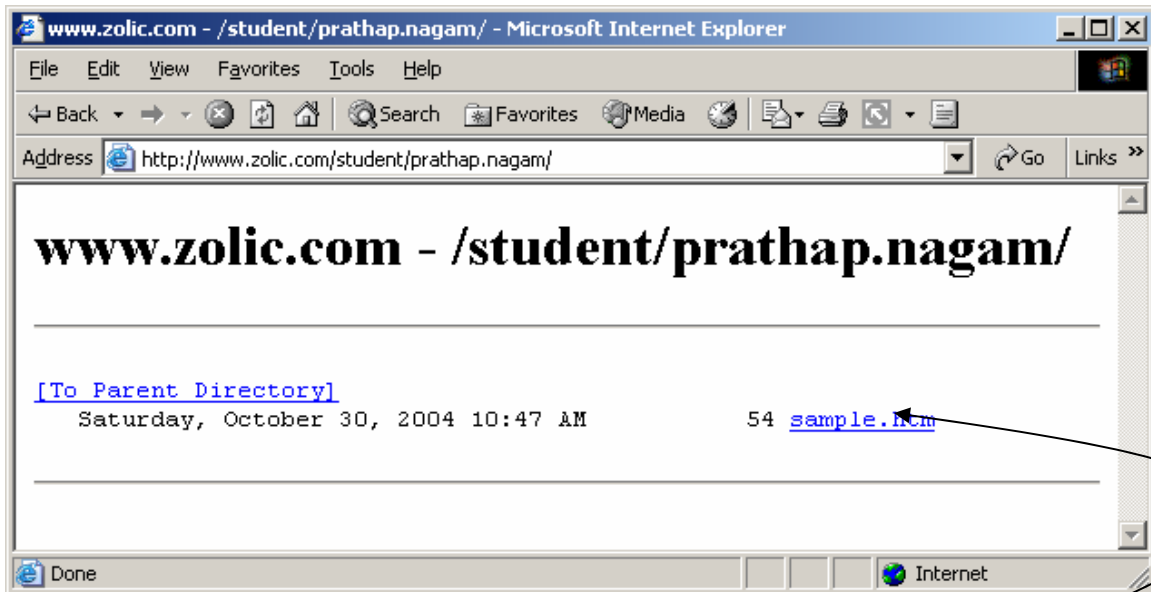 www.zolic.com - /student/prathap.nagam/ - Microsoft Internet Explorer
File Edit View Favorites Tools Help
Back Search Favorites Media
Address http://www.zolic.com/student/prathap.nagam/ Go Links »
www.zolic.com - /student/prathap.nagam/
[To Parent Directory]
Saturday, October 30, 2004 10:47 AM 54 sample.htm
Done Internet